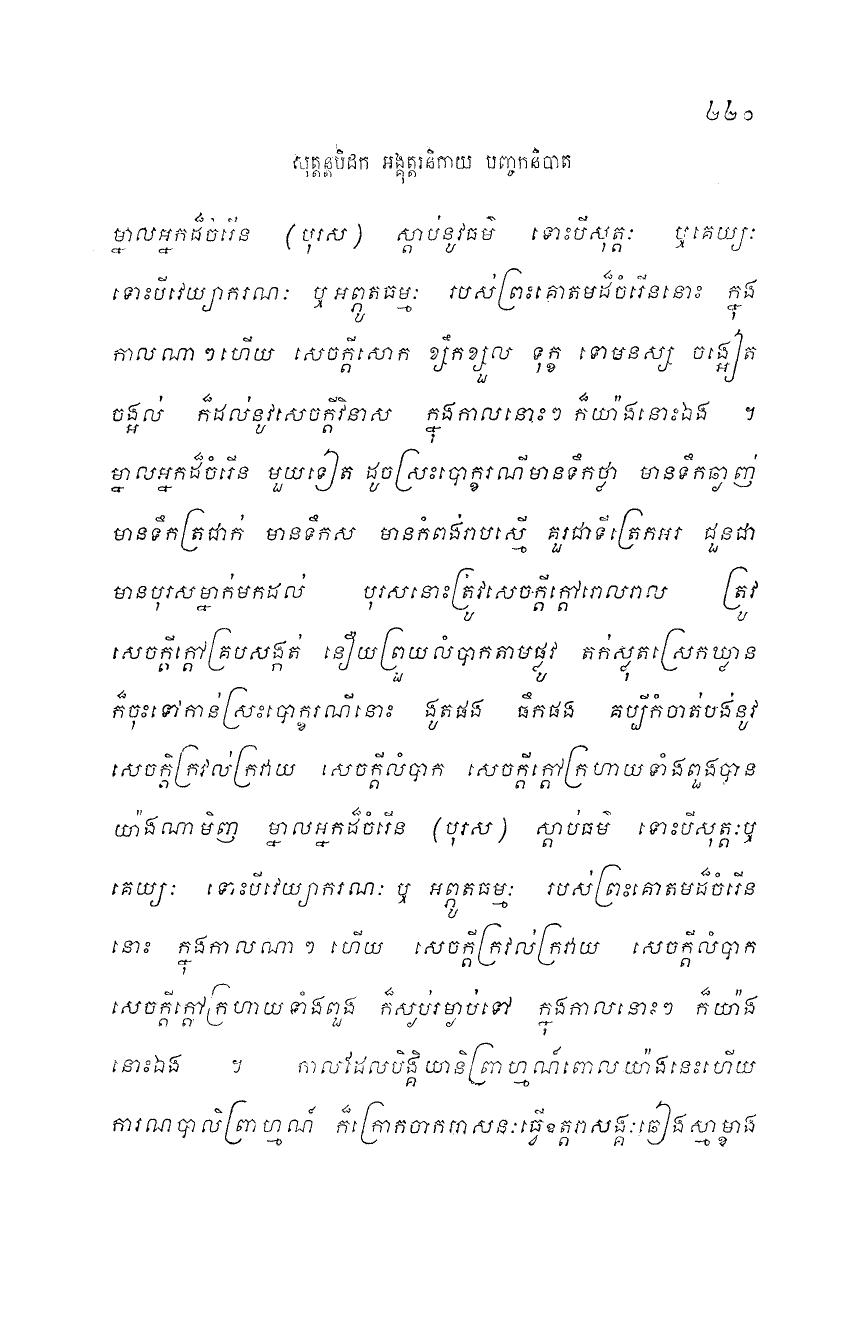 ២២១
សុត្តន្តបិដក អង្គុត្តរនិកាយ បញ្ចកនិបាត
ម្នាលអ្នកដ៏ចំរើន (បុរស) ស្តាប់នូវធម៌ ទោះបីសុត្តៈ ឬគេយ្យៈ
ទោះបីវេយ្យាករណៈ ឬ អព្ភូតធម្មៈ របស់ព្រះគោតមដ៏ចំរើននោះ ក្នុង
កាលណាៗហើយ សេចក្តីសោក ខ្សឹកខ្សួល ទុក្ខ ទោមនស្ស ចង្អៀត
ចង្អល់ ក៏ដល់នូវសេចក្តីវិនាស ក្នុងកាលនោះៗ ក៏យ៉ាងនោះឯង ។
ម្នាលអ្នកដ៏ចំរើន មួយទៀត ដូចស្រះបោក្ខរណីមានទឹកថ្លា មានទឹកឆ្ងាញ់
មានទឹកត្រជាក់ មានទឹកស មានកំពង់រាបស្មើ គួរជាទីត្រេកអរ ជួនជា
មានបុរសម្នាក់មកដល់ បុរសនោះត្រូវសេចក្តីក្តៅរោលរាល ត្រូវ
សេចក្តីក្តៅគ្របសង្កត់ នឿយព្រួយលំបាកតាមផ្លូវ តក់ស្លុតស្រេកឃ្លាន
ក៏ចុះទៅកាន់ស្រះបោក្ខរណីនោះ ងូតផង ផឹកផង គប្បីកំចាត់បង់នូវ
សេចក្តិក្រវល់ក្រវាយ សេចក្តីលំបាក សេចក្តីក្តៅក្រហាយទាំងពួងបាន
យ៉ាងណាមិញ ម្នាលអ្នកដ៏ចំរើន (បុរស) ស្តាប់ធម៌ ទោះបីសុត្តៈឬ
គេយ្យៈ ទោះបីវេយ្យាករណៈ ឬ អព្ភូតធម្មៈ របស់ព្រះគោតមដ៏ចំរើន
នោះ ក្នុងកាលណាៗ ហើយ សេចក្តីក្រវល់ក្រវាយ សេចក្តីលំបាក
សេចក្តីក្តៅក្រហាយទាំងពួង ក៏ស្ងប់រម្ងាប់ទៅ ក្នុងកាលនោះៗ ក៏យ៉ាង
នោះឯង ។ កាលដែលបិង្គិយានិព្រាហ្មណ៍ពោលយ៉ាងនេះហើយ
ការណបាលិព្រាហ្មណ៍ ក៏ក្រោកចាកអាសនៈធ្វើឧត្តរាសង្គៈឆៀងស្មាម្ខាង